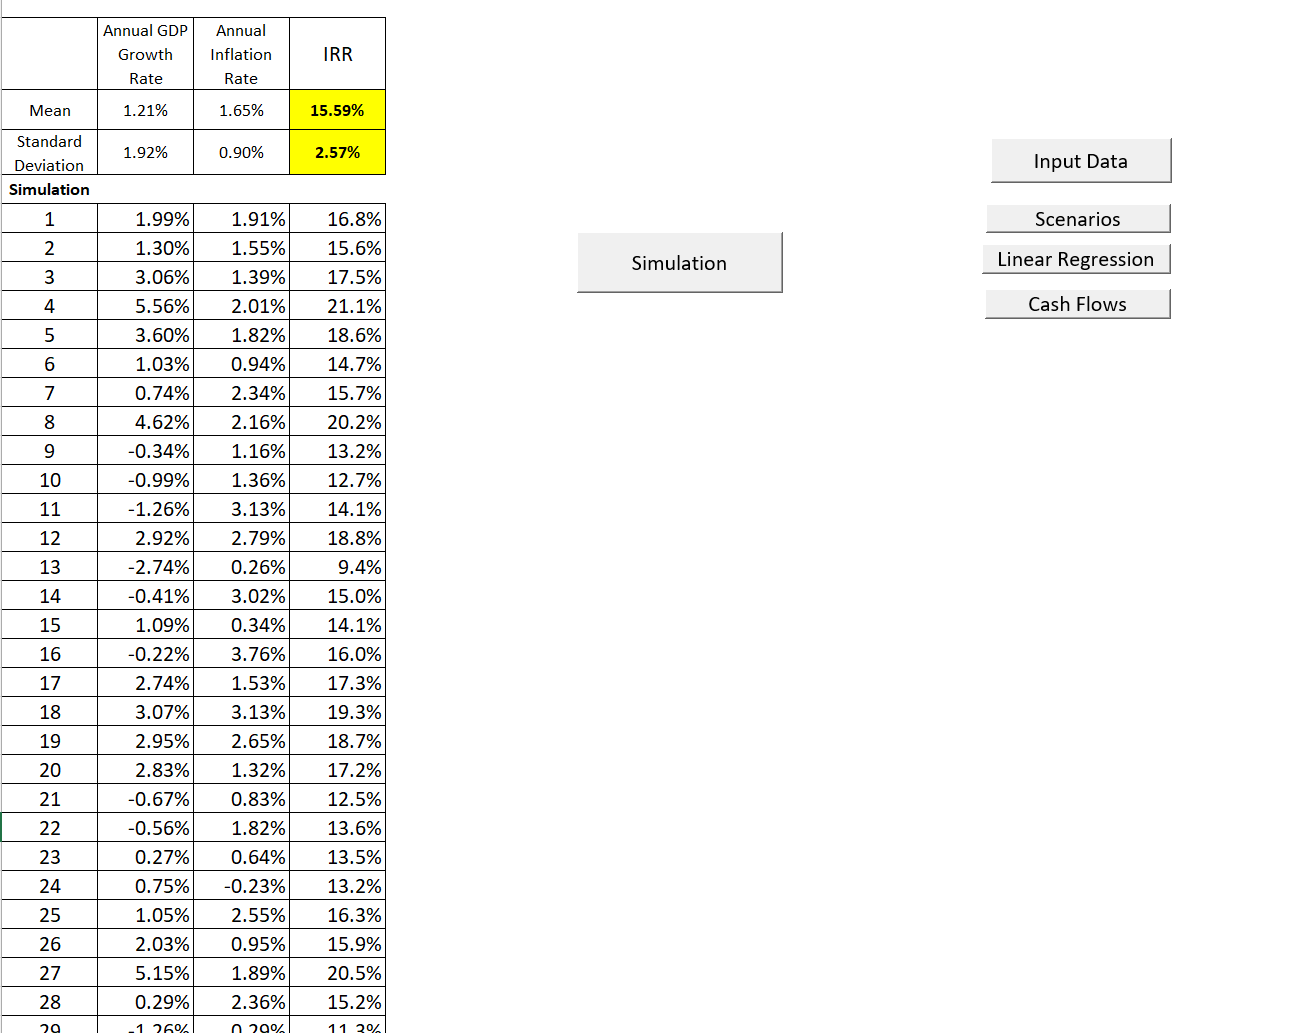 Annual GDP Growth Rate Annual Inflation Rate IRR
Mean 1.21% 1.65% 15.59%
Standard Deviation 1.92% 0.90% 2.57%
Simulation
1 1.99% 1.91% 16.8%
2 1.30% 1.55% 15.6%
3 3.06% 1.39% 17.5%
4 5.56% 2.01% 21.1%
5 3.60% 1.82% 18.6%
6 1.03% 0.94% 14.7%
7 0.74% 2.34% 15.7%
8 4.62% 2.16% 20.2%
9 -0.34% 1.16% 13.2%
10 -0.99% 1.36% 12.7%
11 -1.26% 3.13% 14.1%
12 2.92% 2.79% 18.8%
13 -2.74% 0.26% 9.4%
14 -0.41% 3.02% 15.0%
15 1.09% 0.34% 14.1%
16 -0.22% 3.76% 16.0%
17 2.74% 1.53% 17.3%
18 3.07% 3.13% 19.3%
19 2.95% 2.65% 18.7%
20 2.83% 1.32% 17.2%
21 -0.67% 0.83% 12.5%
22 -0.56% 1.82% 13.6%
23 0.27% 0.64% 13.5%
24 0.75% -0.23% 13.2%
25 1.05% 2.55% 16.3%
26 2.03% 0.95% 15.9%
27 5.15% 1.89% 20.5%
28 0.29% 2.36% 15.2%
29 -1.26% 0.29% 11.3%
Simulation
Input Data
Scenarios
Linear Regression
Cash Flows